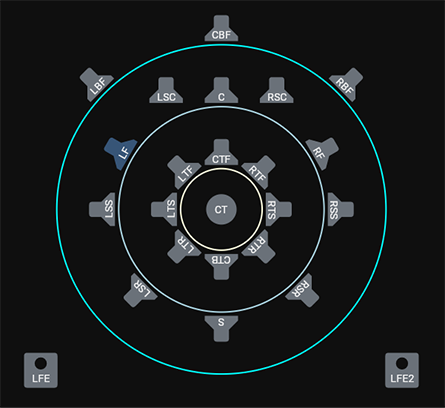 CBF
LBF
RBF
LSC
C
RSC
LF
RF
CTF
LTF
RTF
LSS
LTS
CT
RTS
RSS
LTR
RTR
CTB
LSR
RSR
S
LFE
LFE2